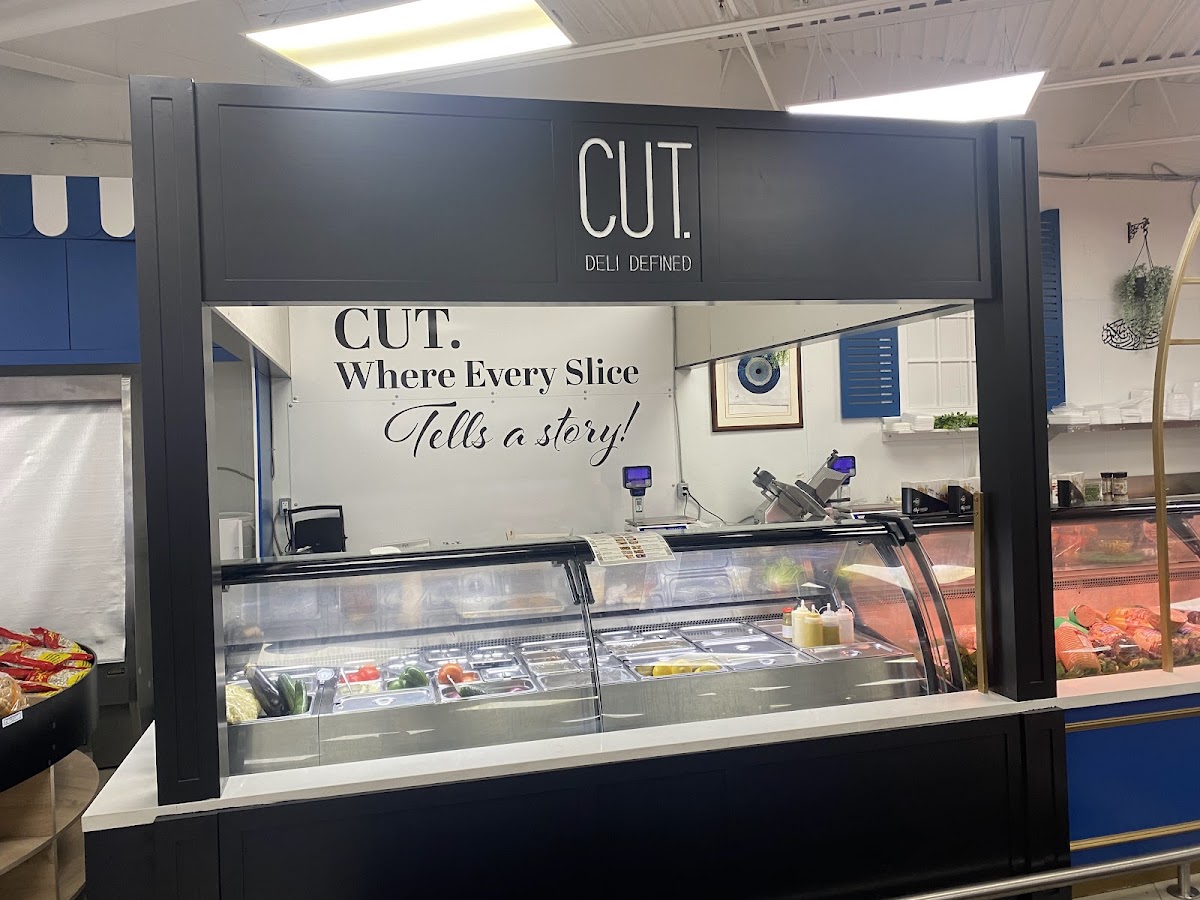 CUT.
DELI DEFINED
CUT.
Where Every Slice
Tells a story!